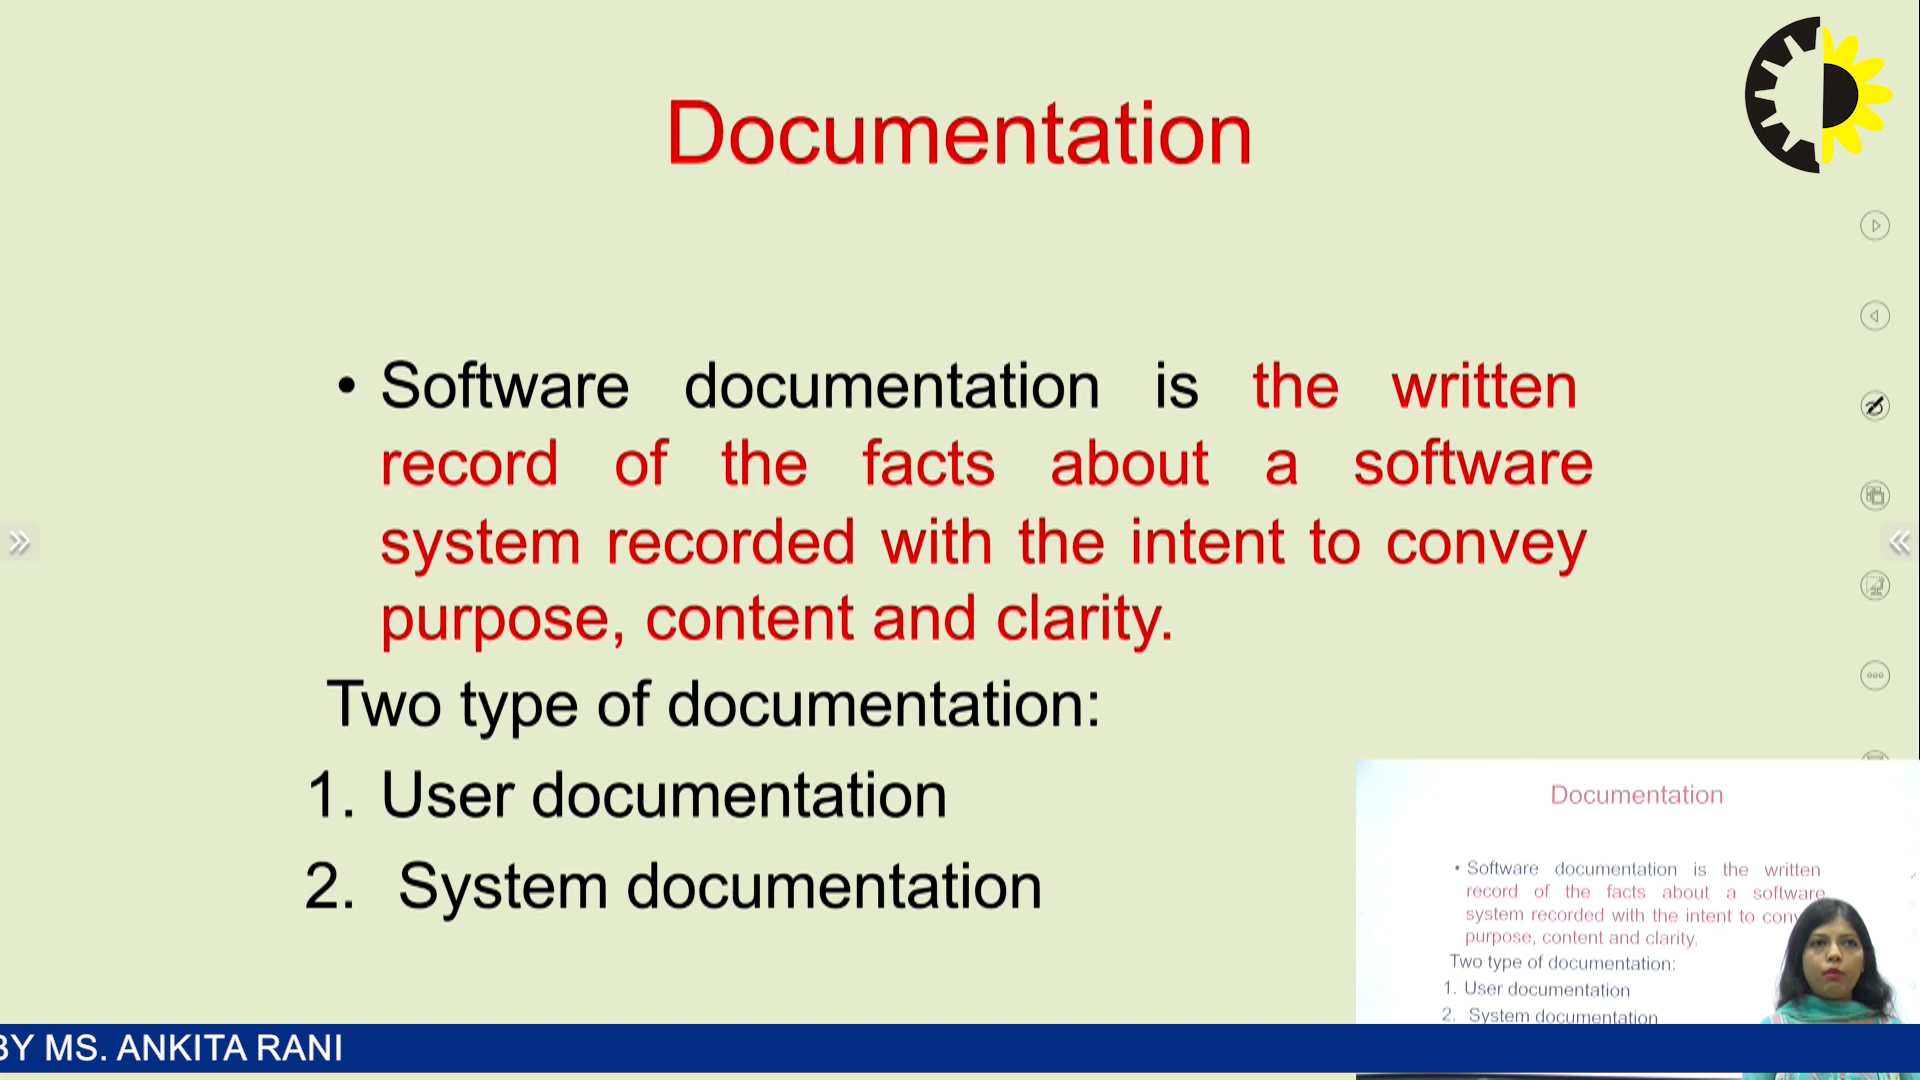 Documentation
• Software documentation is the written
record of the facts about a software
system recorded with the intent to convey
purpose, content and clarity.
Two type of documentation:
1. User documentation
2. System documentation
Documentation
• Software documentation is the written
record of the facts about a software
system recorded with the intent to
purpose, content and clarity.
Two type of documentation:
1. User documentation
2. System documentation
BY MS. ANKITA RANI